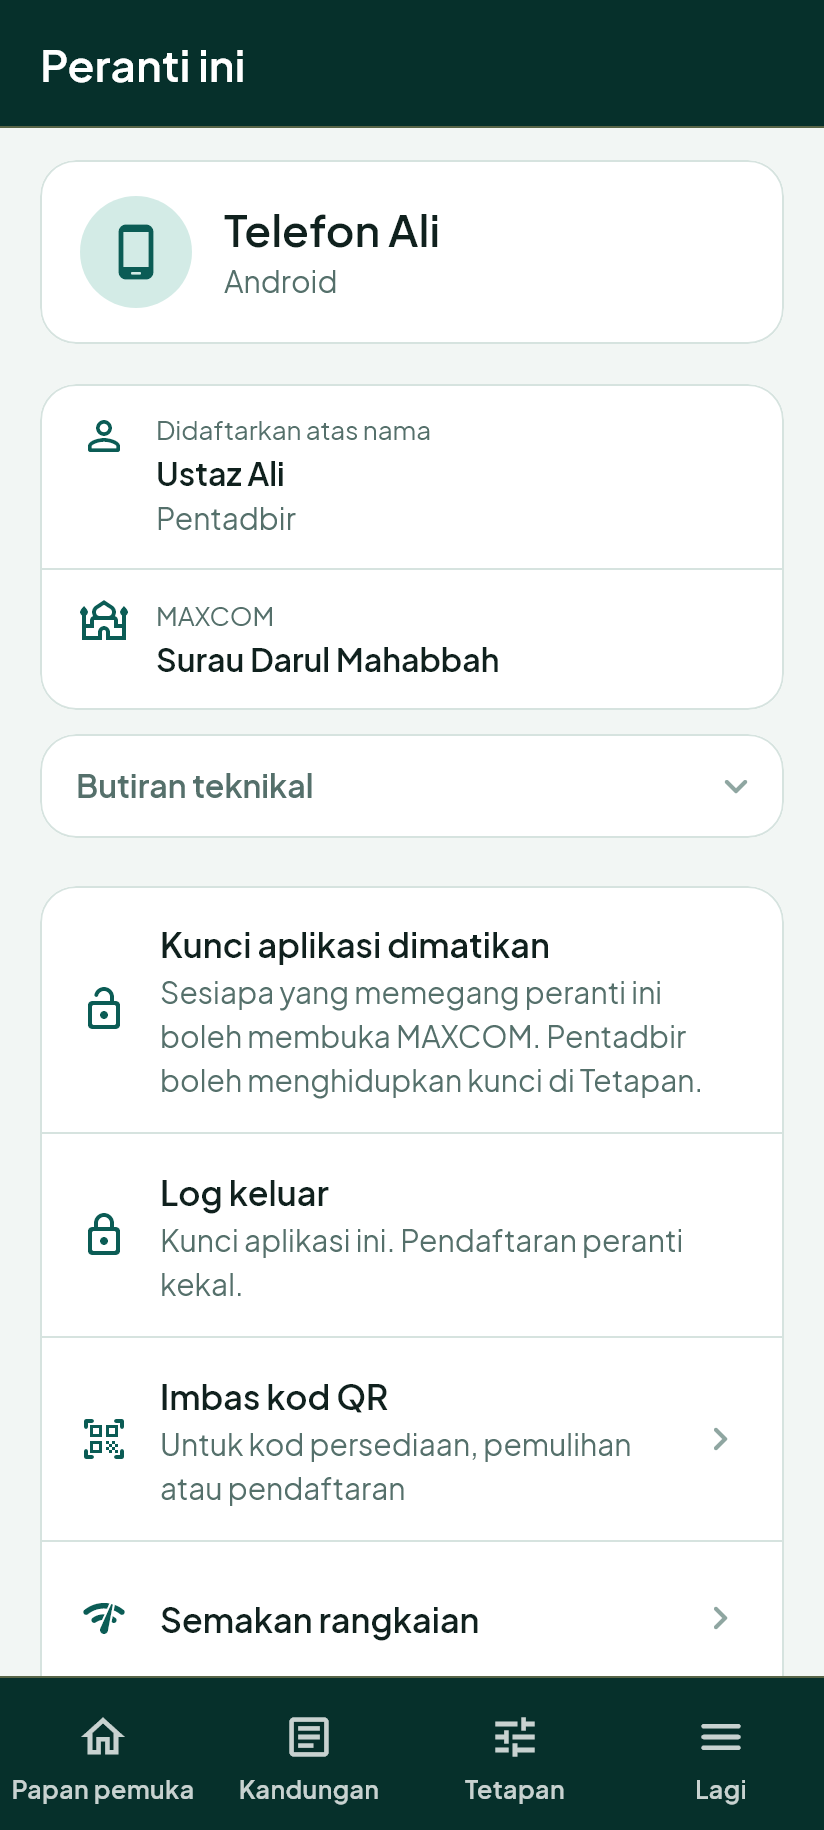 Peranti ini
Telefon Ali
Android
Didaftarkan atas nama
Ustaz Ali
Pentadbir
MAXCOM
Surau Darul Mahabbah
Butiran teknikal
Kunci aplikasi dimatikan
Sesiapa yang memegang peranti ini
boleh membuka MAXCOM. Pentadbir
boleh menghidupkan kunci di Tetapan.
Log keluar
Kunci aplikasi ini. Pendaftaran peranti
kekal.
Imbas kod QR
Untuk kod persediaan, pemulihan
atau pendaftaran
Semakan rangkaian
Papan pemuka
Kandungan
Tetapan
Lagi